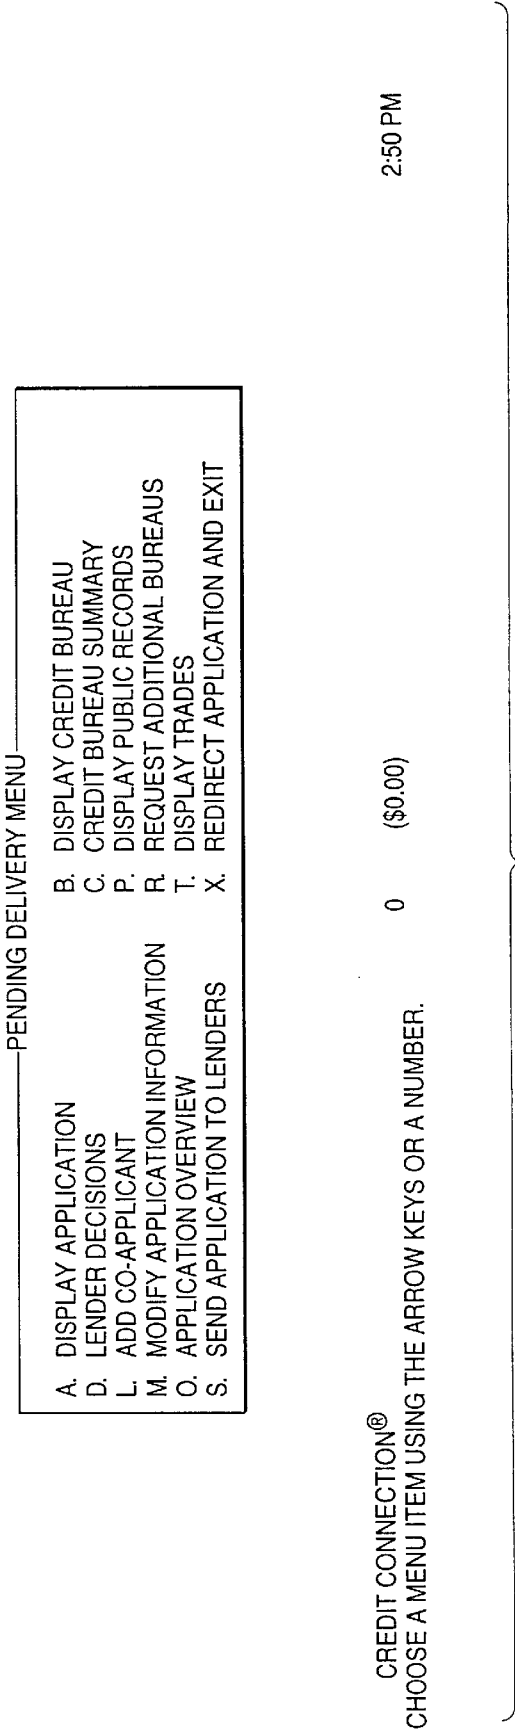 PENDING DELIVERY MENU
A. DISPLAY APPLICATION B. DISPLAY CREDIT BUREAU
D. LENDER DECISIONS C. CREDIT BUREAU SUMMARY
L. ADD CO-APPLICANT P. DISPLAY PUBLIC RECORDS
M. MODIFY APPLICATION INFORMATION R. REQUEST ADDITIONAL BUREAUS
O. APPLICATION OVERVIEW T. DISPLAY TRADES
S. SEND APPLICATION TO LENDERS X. REDIRECT APPLICATION AND EXIT
CREDIT CONNECTION® 0 ($0.00) 2:50 PM
CHOOSE A MENU ITEM USING THE ARROW KEYS OR A NUMBER.